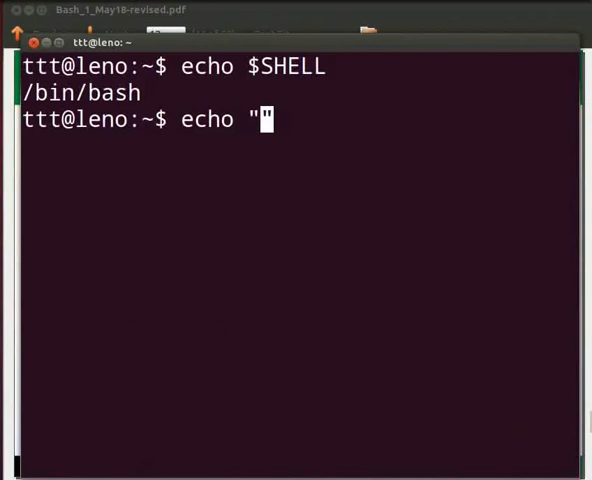 Bash_1_May18-revised.pdf
ttt@leno: ~
ttt@leno:~$ echo $SHELL
/bin/bash
ttt@leno:~$ echo ""